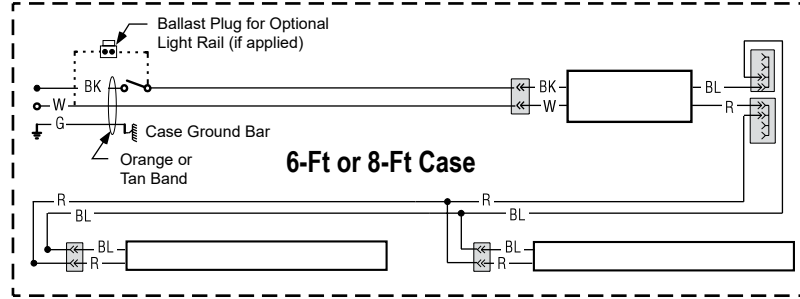 Ballast Plug for Optional
Light Rail (if applied)
BK
BK
BL
W
W
R
G
Case Ground Bar
Orange or
Tan Band
6-Ft or 8-Ft Case
R
R
BL
BL
BL
BL
R
R